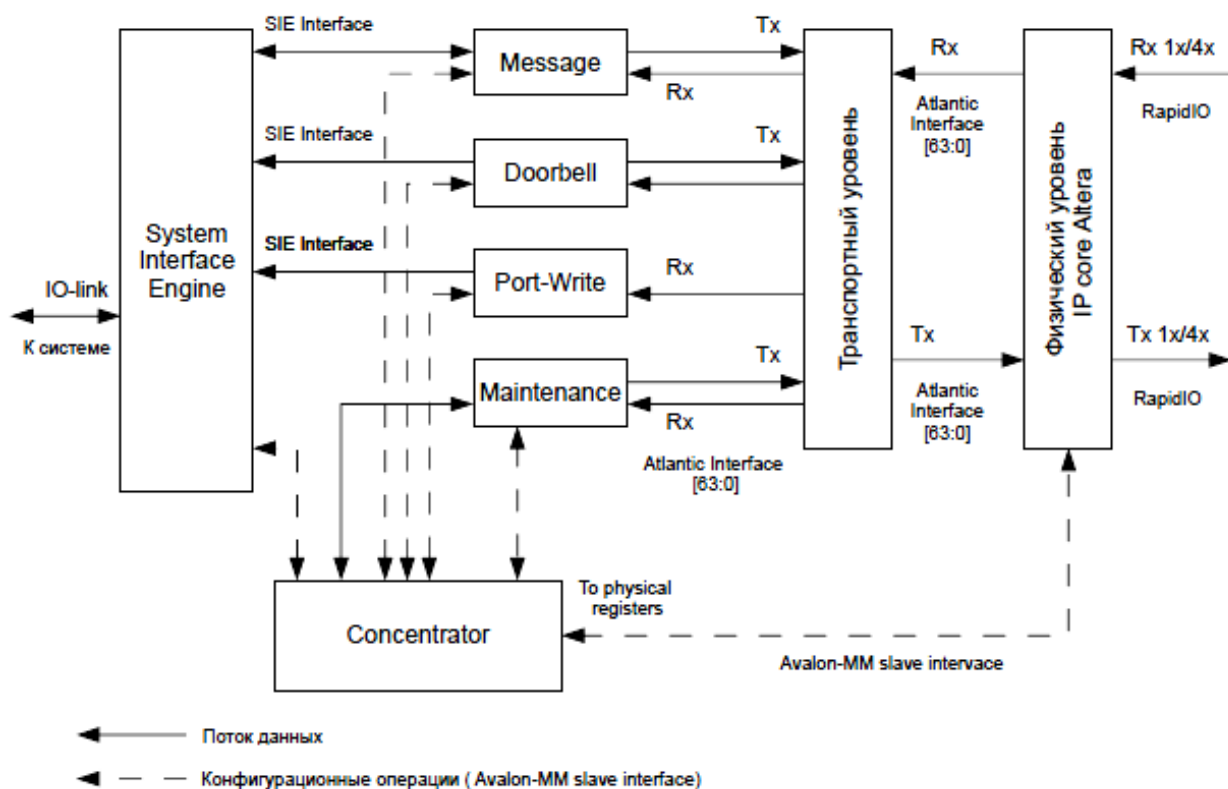 SIE Interface
Message
Tx
Rx
Rx
Atlantic
Interface
[63:0]
Rx 1x/4x
RapidIO
SIE Interface
Doorbell
Tx
System
Interface
Engine
SIE Interface
Port-Write
Rx
Транспортный уровень
Физический уровень
IP core Altera
IO-link
К системе
Maintenance
Tx
Rx
Tx
Atlantic
Interface
[63:0]
Tx 1x/4x
RapidIO
Atlantic Interface
[63:0]
Concentrator
To physical
registers
Avalon-MM slave intervace
Поток данных
Конфигурационные операции ( Avalon-MM slave interface)